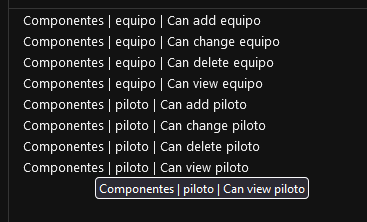 Componentes | equipo | Can add equipo
Componentes | equipo | Can change equipo
Componentes | equipo | Can delete equipo
Componentes | equipo | Can view equipo
Componentes | piloto | Can add piloto
Componentes | piloto | Can change piloto
Componentes | piloto | Can delete piloto
Componentes | piloto | Can view piloto
Componentes | piloto | Can view piloto